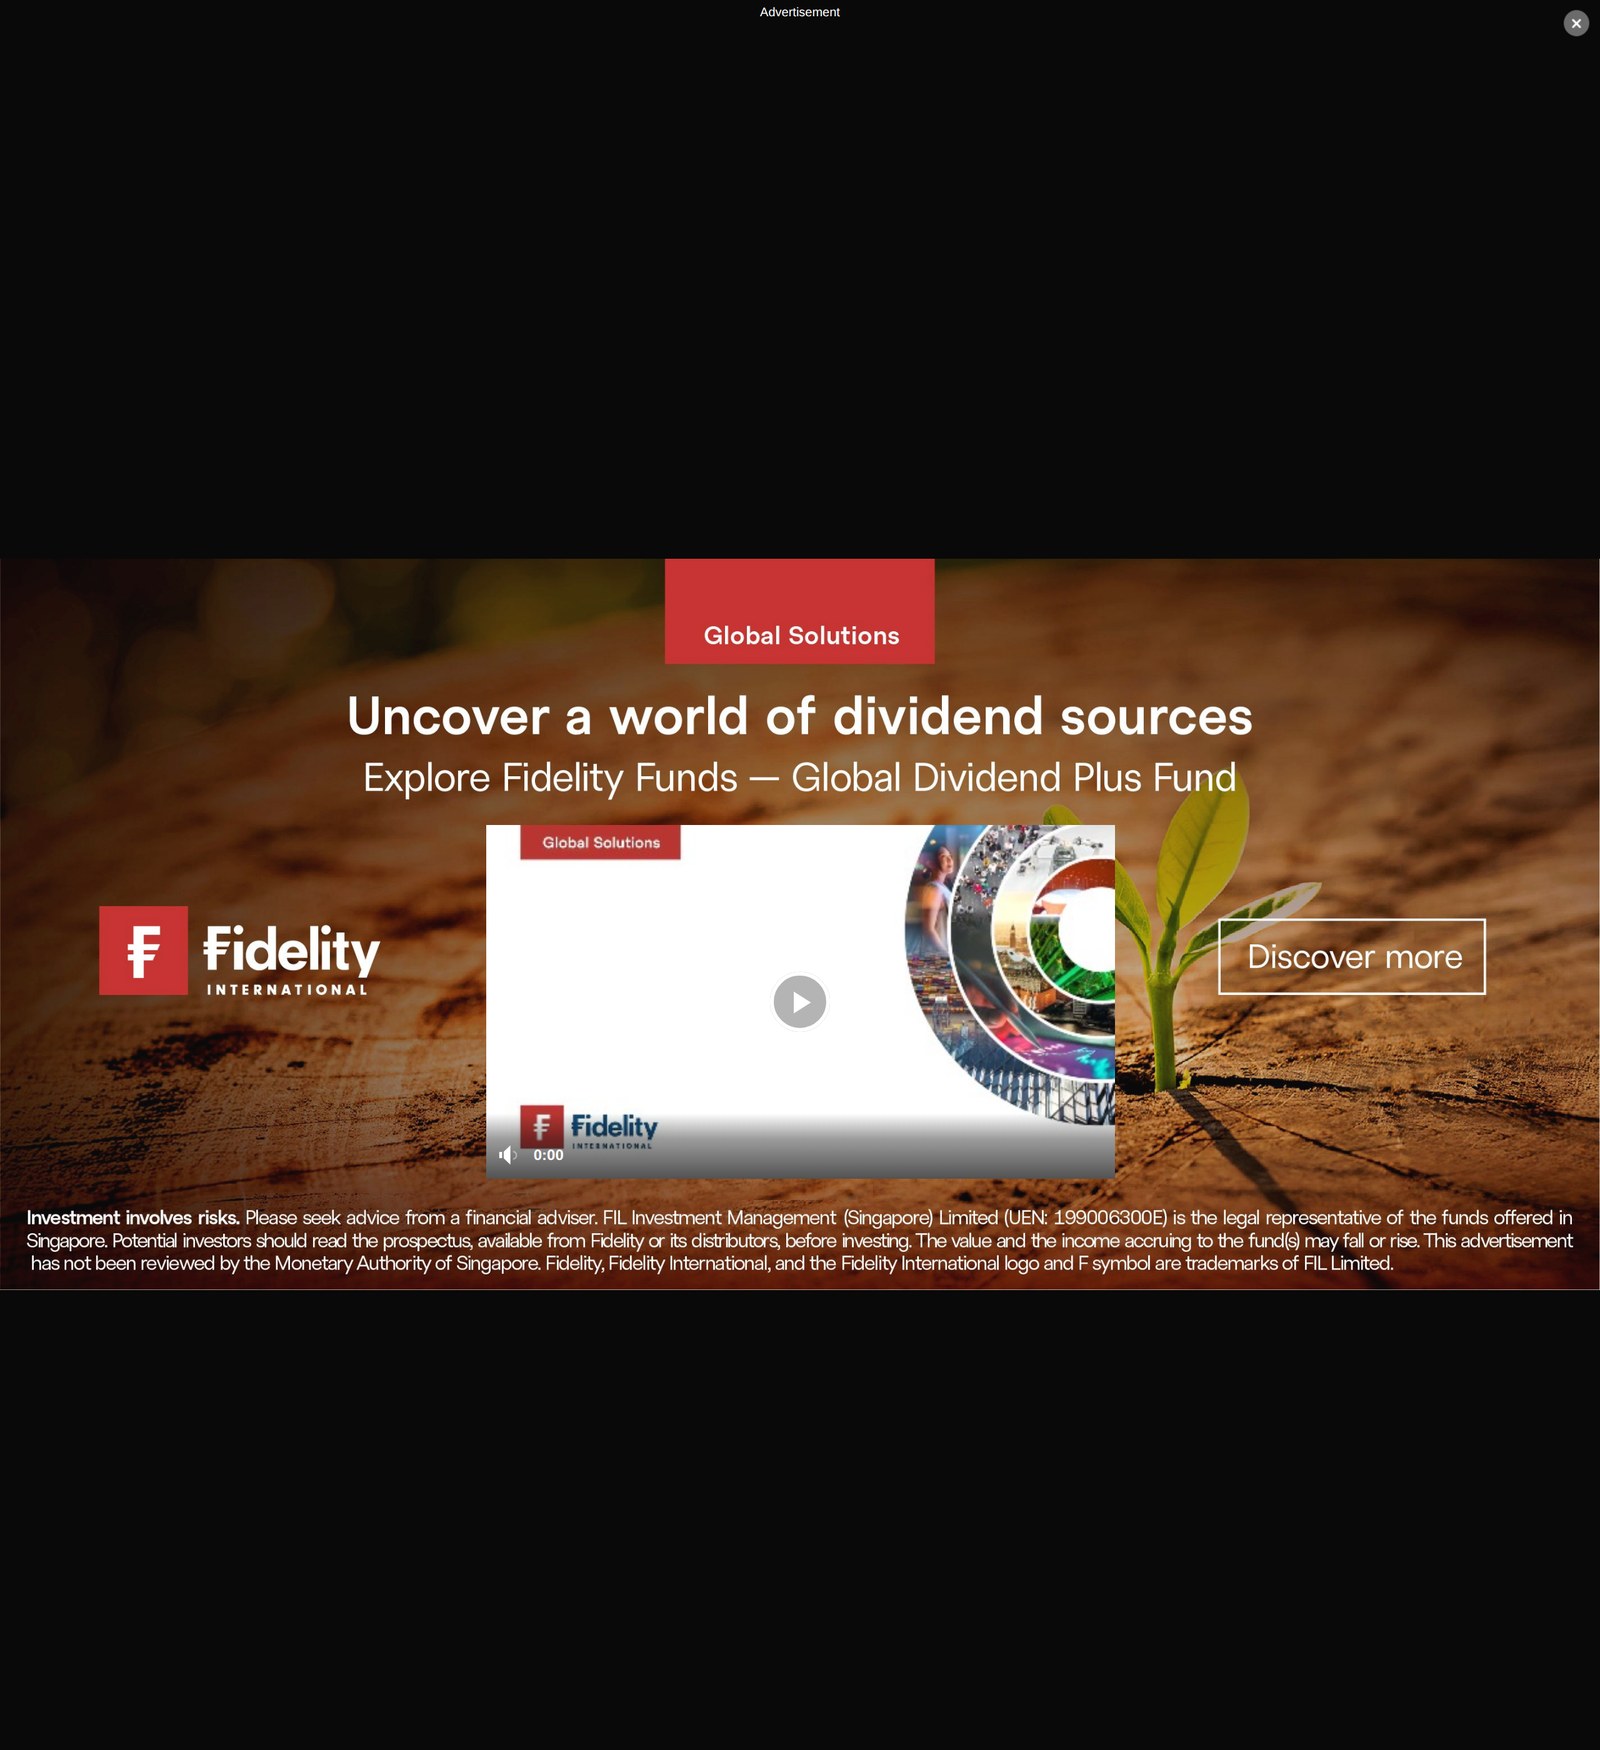 Advertisement
Global Solutions
Uncover a world of dividend sources
Explore Fidelity Funds — Global Dividend Plus Fund
Global Solutions
Fidelity
INTERNATIONAL
Discover more
Fidelity
INTERNATIONAL
0:00
Investment involves risks. Please seek advice from a financial adviser. FIL Investment Management (Singapore) Limited (UEN: 199006300E) is the legal representative of the funds offered in
Singapore. Potential investors should read the prospectus, available from Fidelity or its distributors, before investing. The value and the income accruing to the fund(s) may fall or rise. This advertisement
has not been reviewed by the Monetary Authority of Singapore. Fidelity, Fidelity International, and the Fidelity International logo and F symbol are trademarks of FIL Limited.